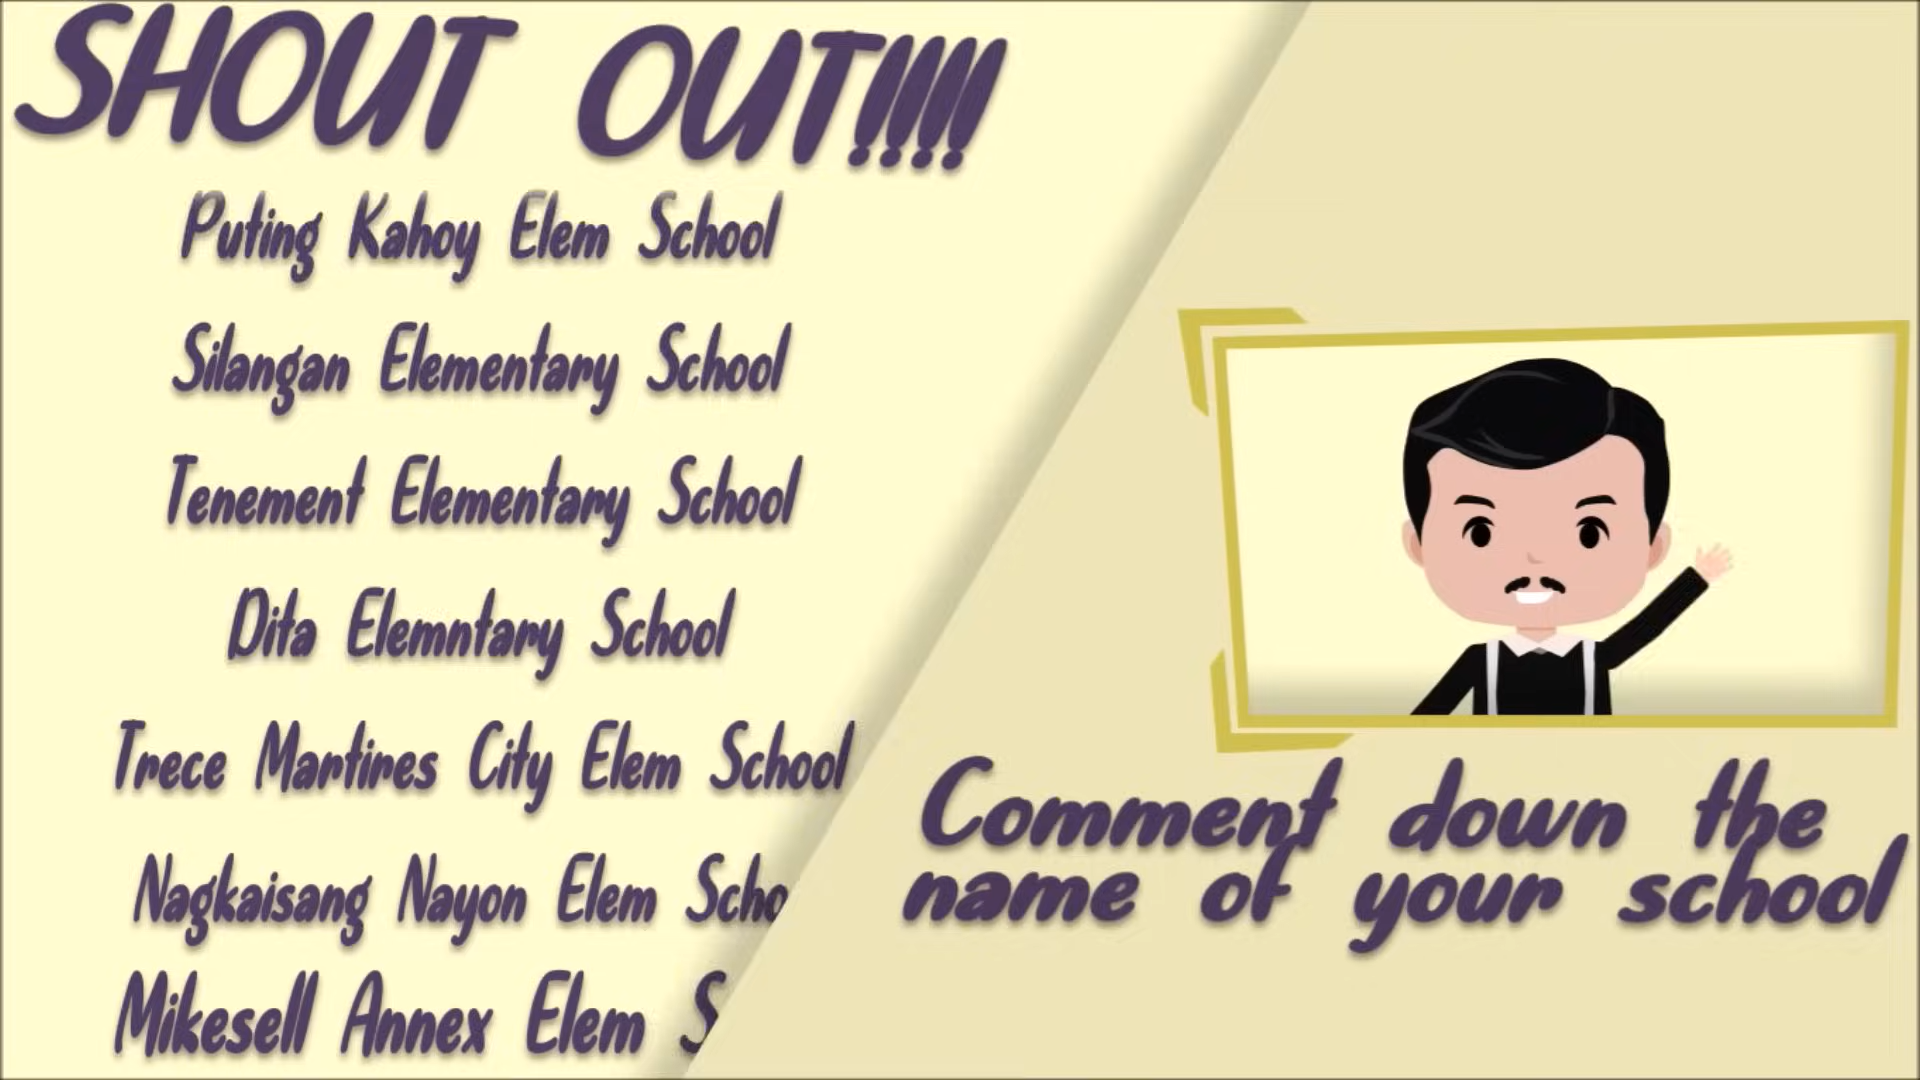 SHOUT OUT!!!!
Puting Kahoy Elem School
Silangan Elementary School
Tenement Elementary School
Dita Elemntary School
Trece Martires City Elem School
Nagkaisang Nayon Elem Scho
Mikesell Annex Elem S
Comment down the
name of your school